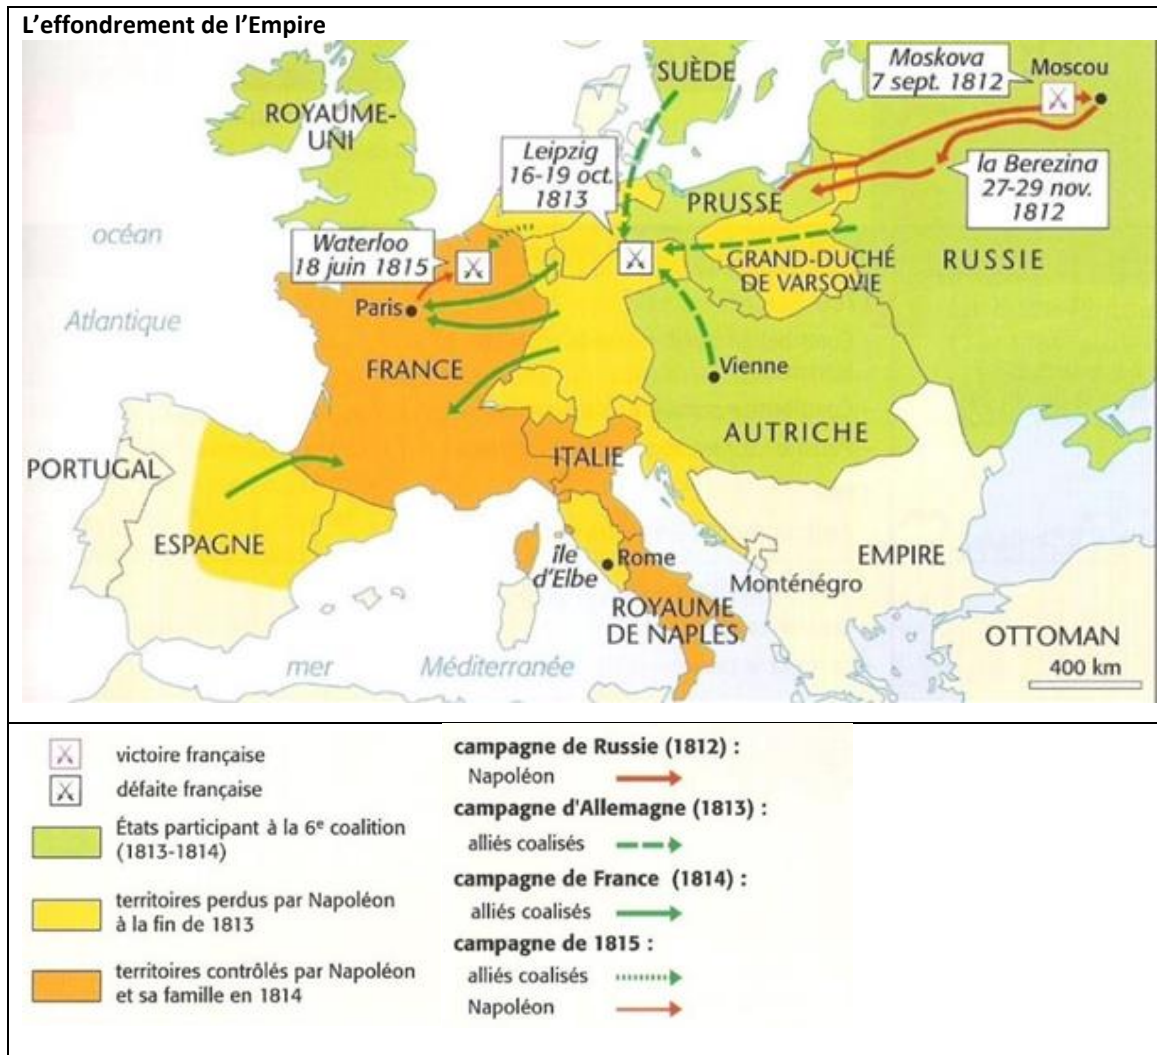 L’effondrement de l’Empire
SUÈDE
Moskova
7 sept. 1812
Moscou
ROYAUME-
UNI
Leipzig
16-19 oct.
1813
la Berezina
27-29 nov.
1812
PRUSSE
océan
Atlantique
Waterloo
18 juin 1815
GRAND-DUCHÉ
DE VARSOVIE
RUSSIE
Paris
FRANCE
Vienne
AUTRICHE
ITALIE
PORTUGAL
ESPAGNE
île
d'Elbe
Rome
EMPIRE
Monténégro
ROYAUME
DE NAPLES
OTTOMAN
mer
Méditerranée
400 km
victoire française
défaite française
États participant à la 6e coalition
(1813-1814)
territoires perdus par Napoléon
à la fin de 1813
territoires contrôlés par Napoléon
et sa famille en 1814
campagne de Russie (1812) :
Napoléon
campagne d'Allemagne (1813) :
alliés coalisés
campagne de France (1814) :
alliés coalisés
campagne de 1815 :
alliés coalisés
Napoléon